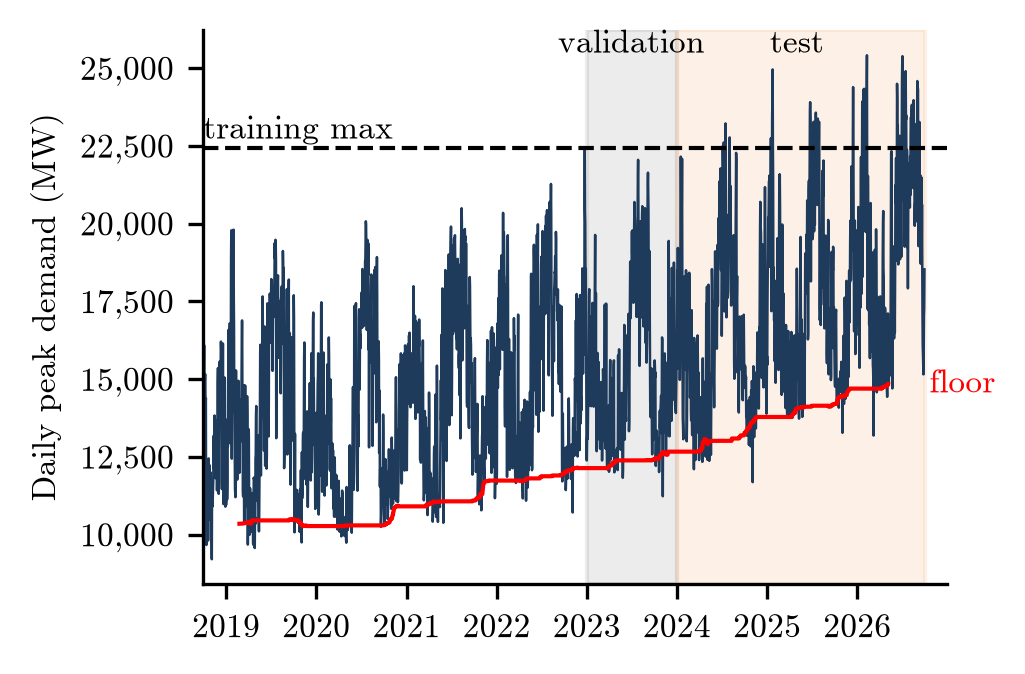 validation
test
25,000
training max
22,500
20,000
17,500
15,000
12,500
10,000
Daily peak demand (MW)
floor
2019 2020 2021 2022 2023 2024 2025 2026